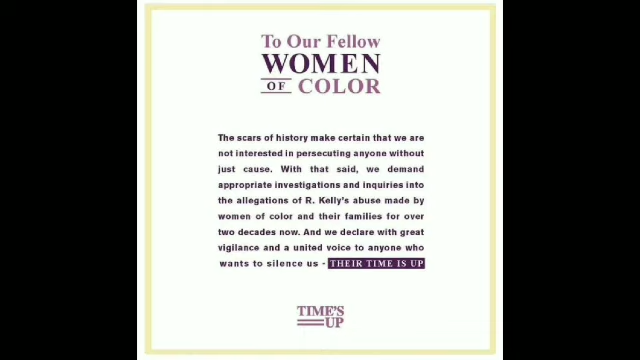 To Our Fellow
WOMEN
OF COLOR
The scars of history make certain that we are
not interested in persecuting anyone without
just cause. With that said, we demand
appropriate investigations and inquiries into
the allegations of R. Kelly's abuse made by
women of color and their families for over
two decades now. And we declare with great
vigilance and a united voice to anyone who
wants to silence us - THEIR TIME IS UP
TIME'S
UP